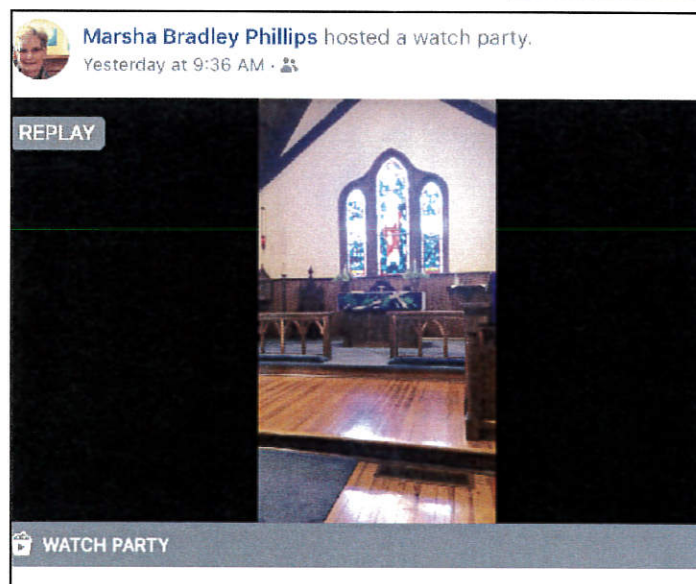 Marsha Bradley Phillips hosted a watch party.
Yesterday at 9:36 AM ·
REPLAY
WATCH PARTY